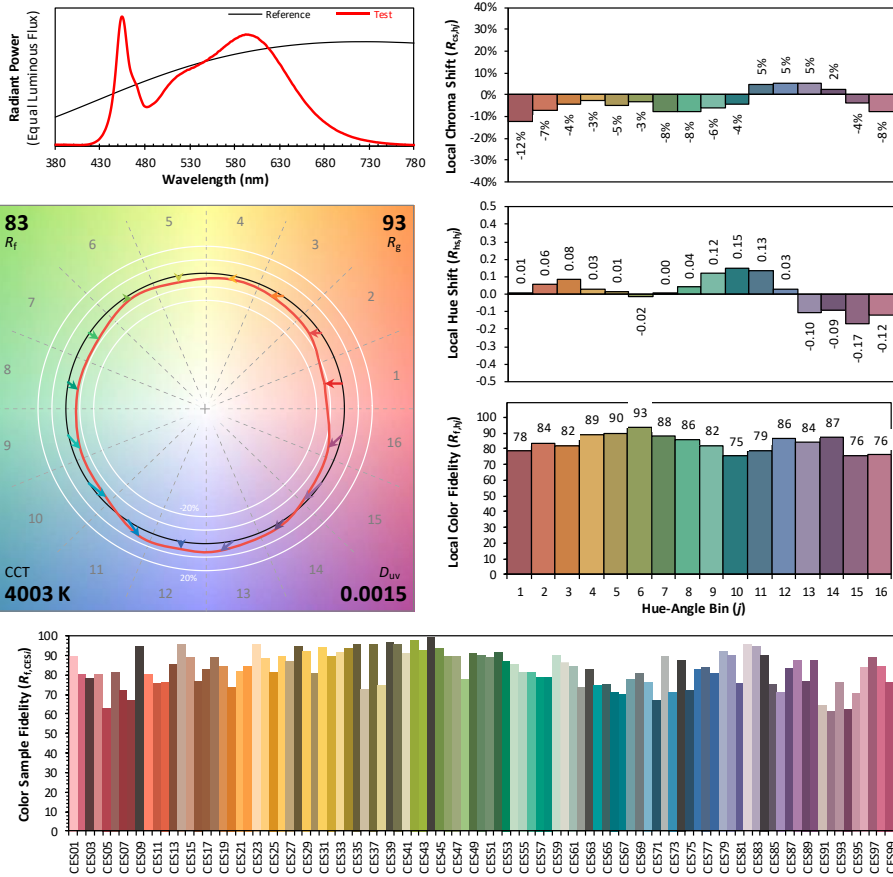 Radiant Power
(Equal Luminous Flux)
Reference
Test
380 430 480 530 580 630 680 730 780
Wavelength (nm)
Local Chroma Shift (Rcs,hj)
40%
30%
20%
10%
0%
-10%
-20%
-30%
-40%
-12% -7% -4% -3% -5% -3% -8% -8% -6% -4% 5% 5% 5% 2% -4% -8%
83
Rf
93
Rg
5 4
6 3
7 2
8 1
9 16
10 15
11 14
12 13
-20%
20%
CCT
4003 K
Duv
0.0015
Local Hue Shift (Rhs,hj)
0.5
0.4
0.3
0.2
0.1
0.0
-0.1
-0.2
-0.3
-0.4
-0.5
0.01 0.06 0.08 0.03 0.01 -0.02 0.00 0.04 0.12 0.15 0.13 0.03 -0.10 -0.09 -0.17 -0.12
Local Color Fidelity (Rf,hj)
100
90
80
70
60
50
40
30
20
10
0
78 84 82 89 90 93 88 86 82 75 79 86 84 87 76 76
1 2 3 4 5 6 7 8 9 10 11 12 13 14 15 16
Hue-Angle Bin (j)
Color Sample Fidelity (Rf,CESi)
100
90
80
70
60
50
40
30
20
10
0
CES01 CES03 CES05 CES07 CES09 CES11 CES13 CES15 CES17 CES19 CES21 CES23 CES25 CES27 CES29 CES31 CES33 CES35 CES37 CES39 CES41 CES43 CES45 CES47 CES49 CES51 CES53 CES55 CES57 CES59 CES61 CES63 CES65 CES67 CES69 CES71 CES73 CES75 CES77 CES79 CES81 CES83 CES85 CES87 CES89 CES91 CES93 CES95 CES97 CES99